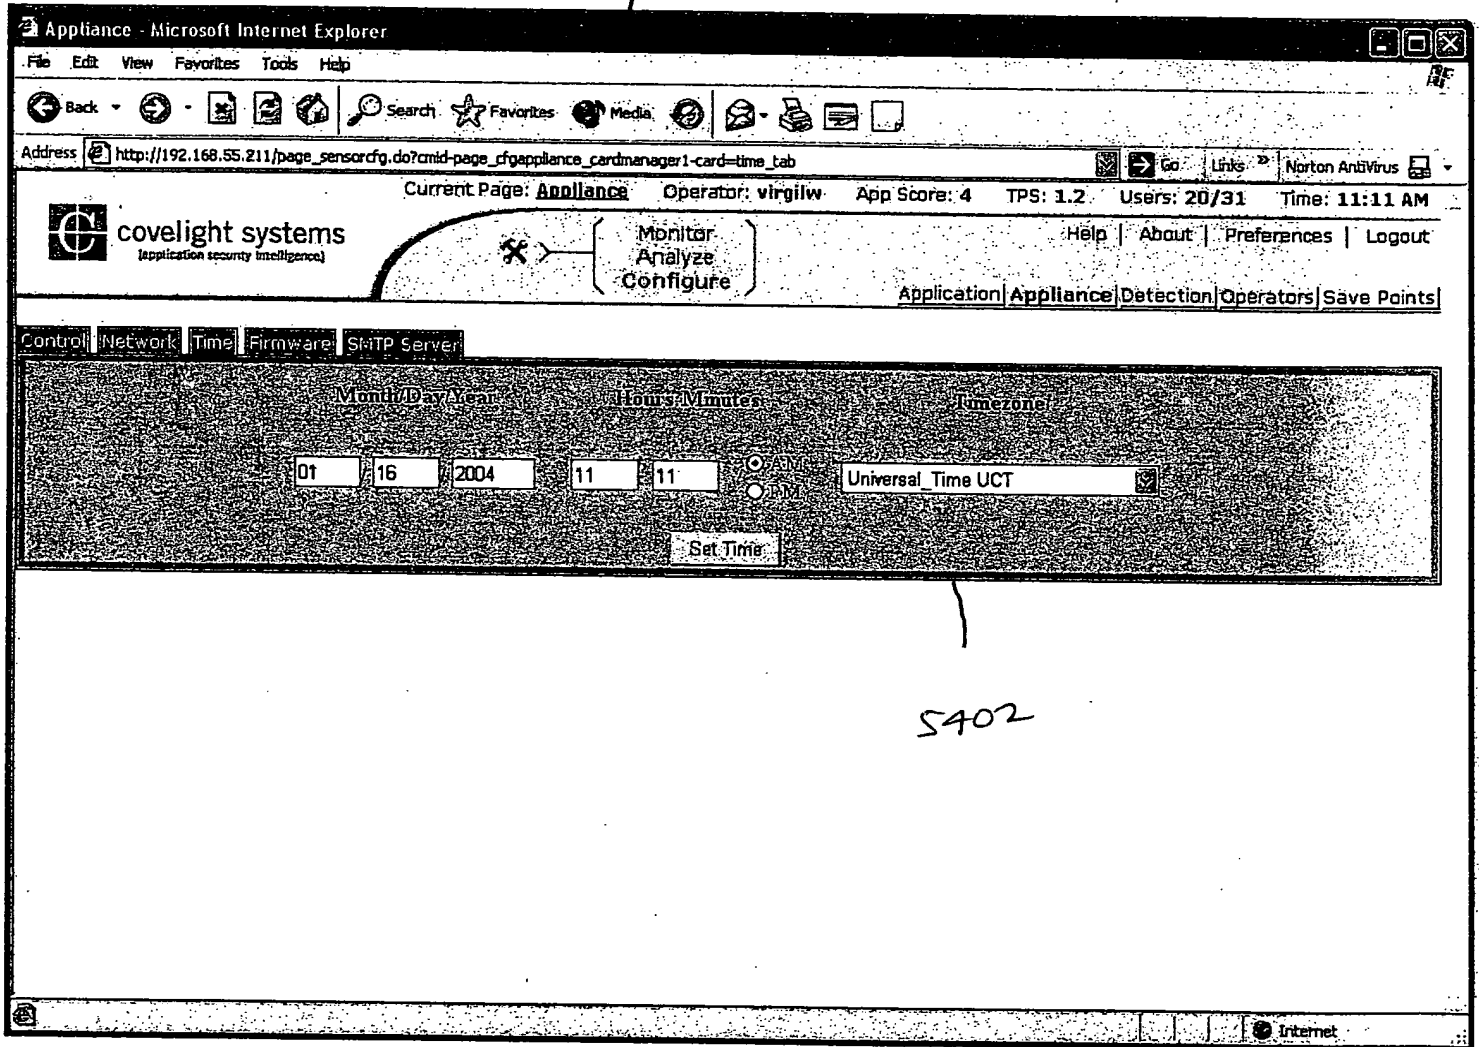 Appliance - Microsoft Internet Explorer
File Edit View Favorites Tools Help
Back Search Favorites Media
Address http://192.168.55.211/page_sensorcfg.do?cmid-page_cfgappliance_cardmanager1-card=time_tab Go Links » Norton AntiVirus
Current Page: Appliance Operator: virgilw App Score: 4 TPS: 1.2 Users: 20/31 Time: 11:11 AM
covelight systems
[application security intelligence]
Monitor
Analyze
Configure
Help | About | Preferences | Logout
Application| Appliance| Detection| Operators| Save Points|
Control Network Time Firmware SMTP Server
Month/Day/Year Hours:Minutes Timezone
01 / 16 / 2004 11 : 11 AM Universal_Time UCT
PM
Set Time
5402
Internet